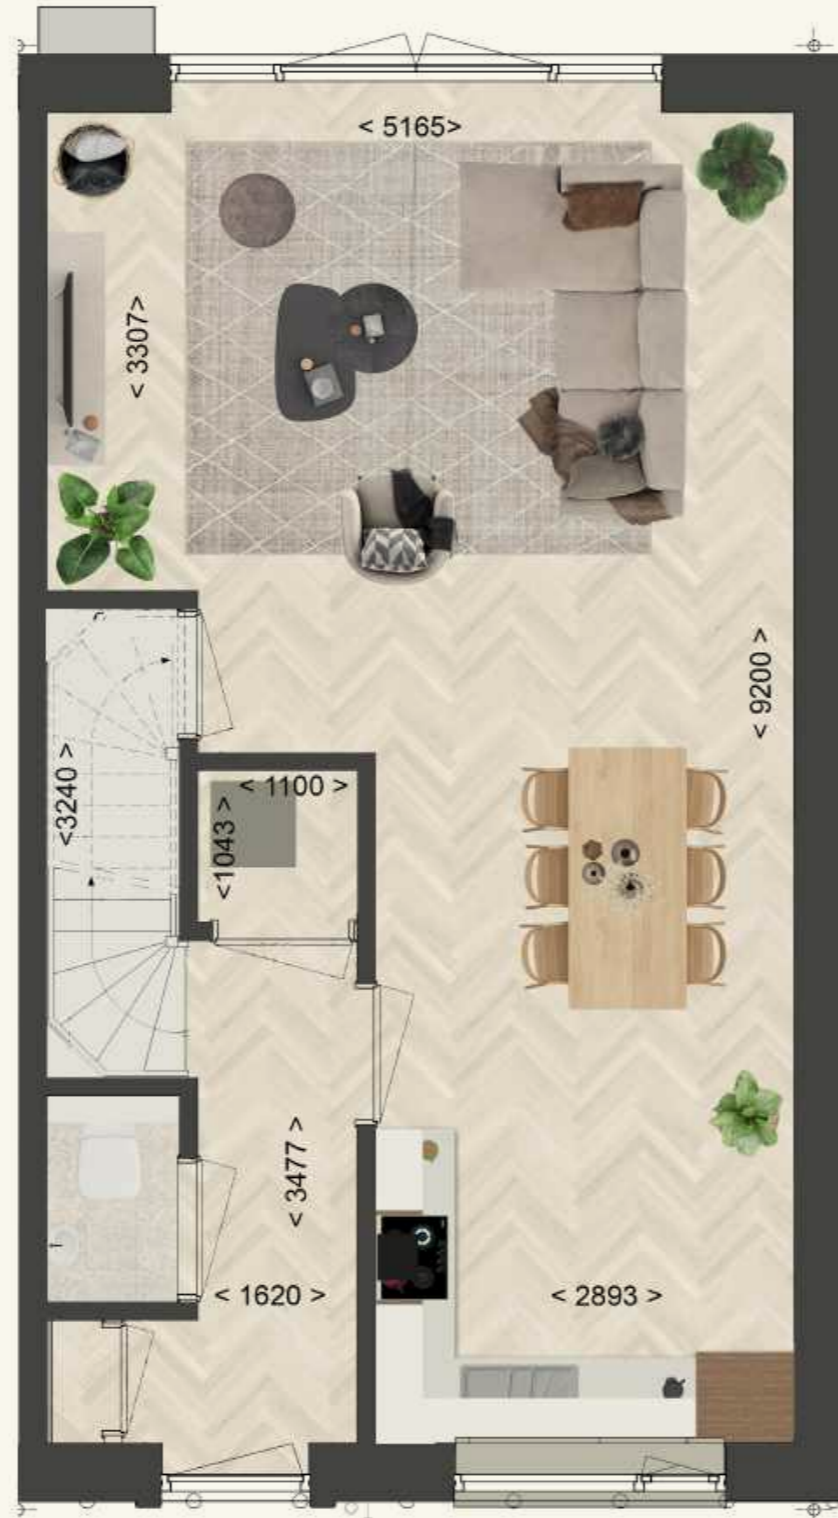 < 5165>
< 3307>
< 9200 >
<3240 >
< 1100 >
<1043 >
< 3477 >
< 1620 >
< 2893 >